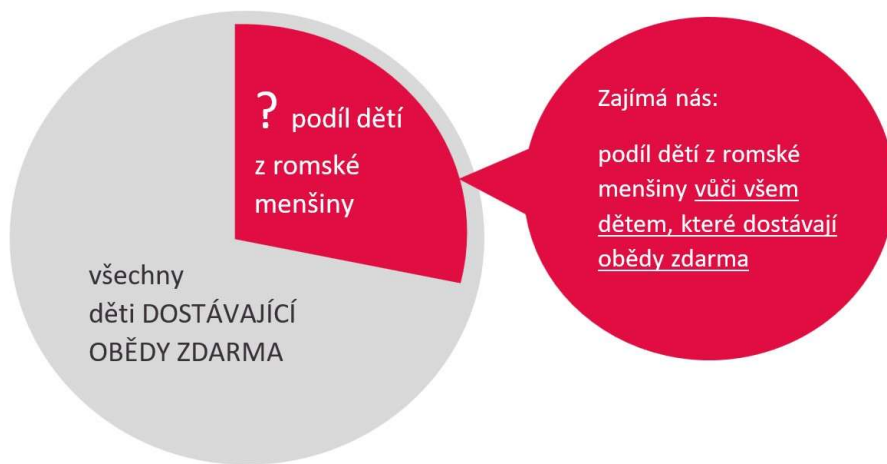 ? podíl dětí
z romské
menšiny
všechny
děti DOSTÁVAJÍCÍ
OBĚDY ZDARMA
Zajímá nás:
podíl dětí z romské
menšiny vůči všem
dětem, které dostávají
obědy zdarma